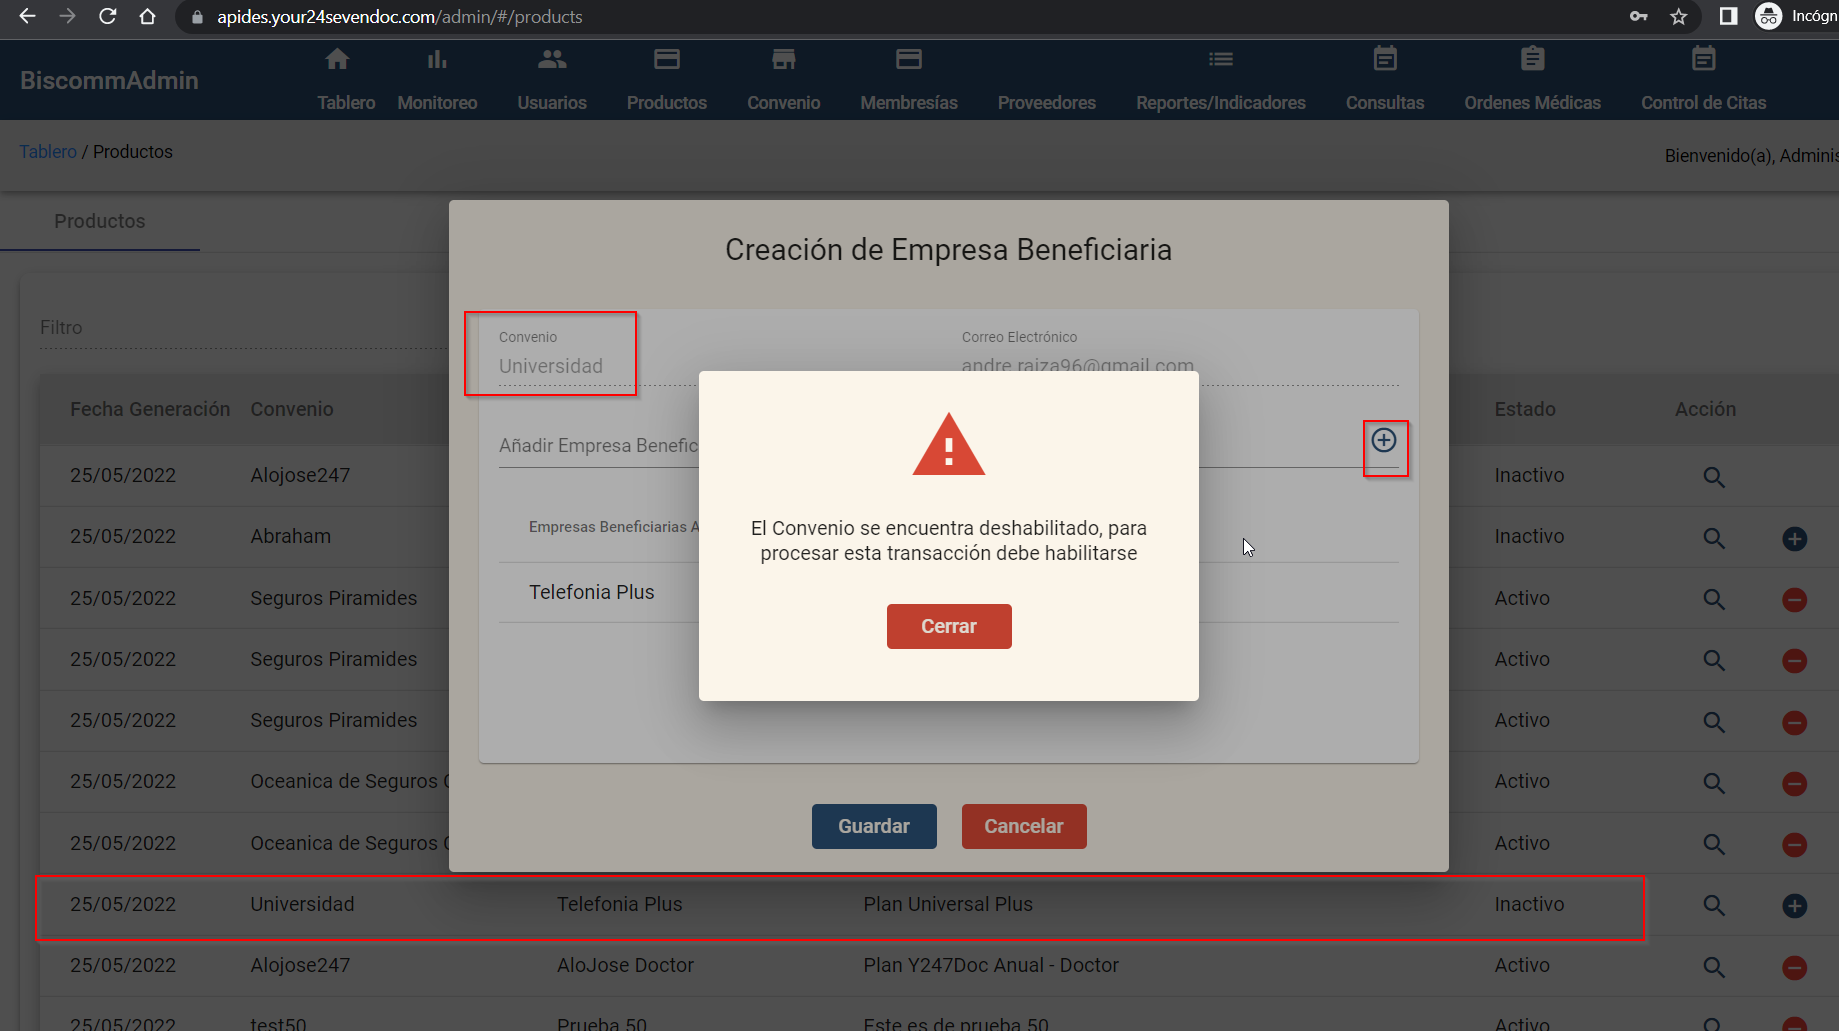 apides.your24sevendoc.com/admin/#/products
Incógn
BiscommAdmin
Tablero
Monitoreo
Usuarios
Productos
Convenio
Membresías
Proveedores
Reportes/Indicadores
Consultas
Ordenes Médicas
Control de Citas
Tablero / Productos
Bienvenido(a), Adminis
Productos
Creación de Empresa Beneficiaria
Filtro
Convenio
Correo Electrónico
Universidad
andre.raiza96@gmail.com
Añadir Empresa Benefic
Empresas Beneficiarias A
Telefonia Plus
El Convenio se encuentra deshabilitado, para
procesar esta transacción debe habilitarse
Cerrar
Guardar
Cancelar
Fecha Generación Convenio Estado Acción
25/05/2022 Alojose247 Inactivo
25/05/2022 Abraham Inactivo
25/05/2022 Seguros Piramides Activo
25/05/2022 Seguros Piramides Activo
25/05/2022 Seguros Piramides Activo
25/05/2022 Oceanica de Seguros C Activo
25/05/2022 Oceanica de Seguros C Activo
25/05/2022 Universidad Telefonia Plus Plan Universal Plus Inactivo
25/05/2022 Alojose247 AloJose Doctor Plan Y247Doc Anual - Doctor Activo
25/05/2022 test50 Prueba 50 Este es de prueba 50 Activo